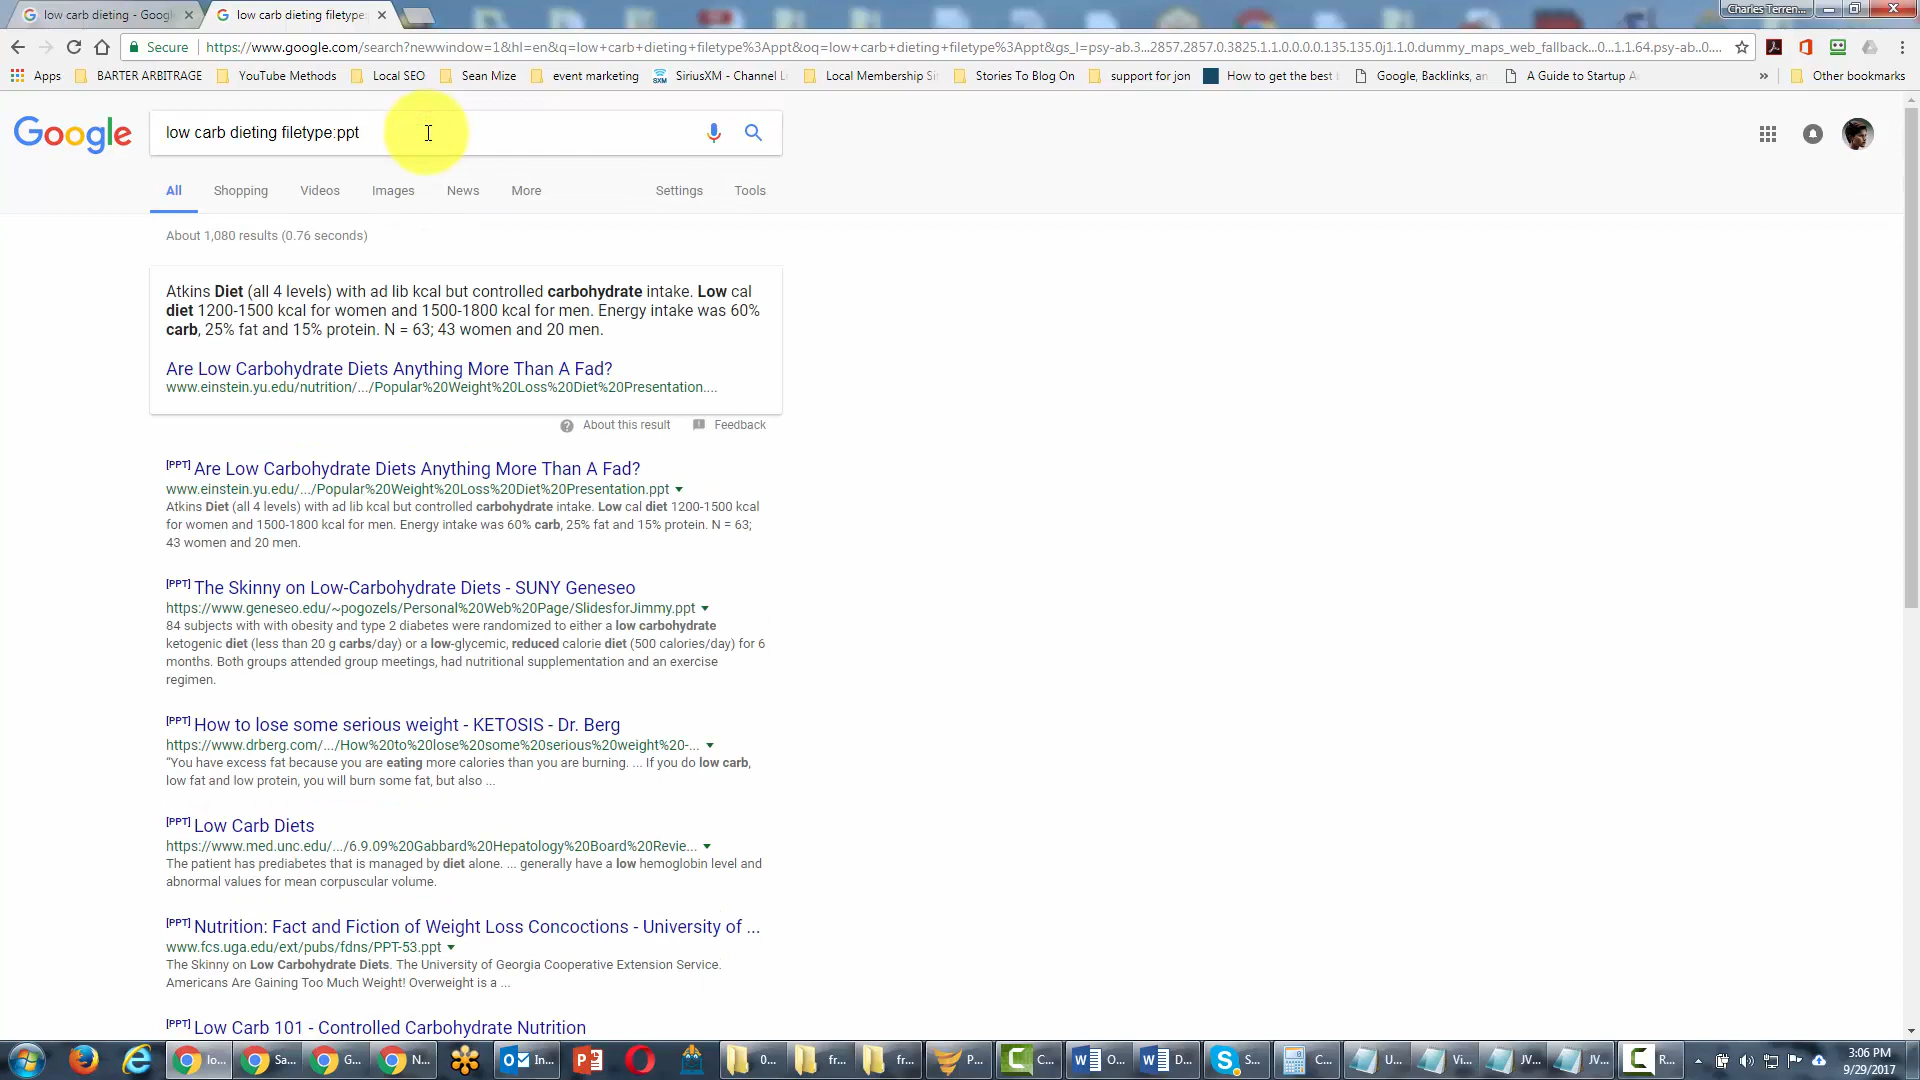 low carb dieting - Googl
low carb dieting filetype:
Charles Terren...
Secure https://www.google.com/search?newwindow=1&hl=en&q=low+carb+dieting+filetype%3Appt&oq=low+carb+dieting+filetype%3Appt&gs_l=psy-ab.3...2857.2857.0.3825.1.1.0.0.0.0.135.135.0j1.1.0.dummy_maps_web_fallback...0...1.1.64.psy-ab..0.0....
Apps BARTER ARBITRAGE YouTube Methods Local SEO Sean Mize event marketing SiriusXM - Channel L Local Membership Si Stories To Blog On support for jon How to get the best Google, Backlinks, an A Guide to Startup A » Other bookmarks
Google low carb dieting filetype:ppt
All Shopping Videos Images News More Settings Tools
About 1,080 results (0.76 seconds)
Atkins Diet (all 4 levels) with ad lib kcal but controlled carbohydrate intake. Low cal
diet 1200-1500 kcal for women and 1500-1800 kcal for men. Energy intake was 60%
carb, 25% fat and 15% protein. N = 63; 43 women and 20 men.
Are Low Carbohydrate Diets Anything More Than A Fad?
www.einstein.yu.edu/nutrition/.../Popular%20Weight%20Loss%20Diet%20Presentation....
About this result Feedback
[PPT] Are Low Carbohydrate Diets Anything More Than A Fad?
www.einstein.yu.edu/.../Popular%20Weight%20Loss%20Diet%20Presentation.ppt
Atkins Diet (all 4 levels) with ad lib kcal but controlled carbohydrate intake. Low cal diet 1200-1500 kcal
for women and 1500-1800 kcal for men. Energy intake was 60% carb, 25% fat and 15% protein. N = 63;
43 women and 20 men.
[PPT] The Skinny on Low-Carbohydrate Diets - SUNY Geneseo
https://www.geneseo.edu/~pogozels/Personal%20Web%20Page/SlidesforJimmy.ppt
84 subjects with with obesity and type 2 diabetes were randomized to either a low carbohydrate
ketogenic diet (less than 20 g carbs/day) or a low-glycemic, reduced calorie diet (500 calories/day) for 6
months. Both groups attended group meetings, had nutritional supplementation and an exercise
regimen.
[PPT] How to lose some serious weight - KETOSIS - Dr. Berg
https://www.drberg.com/.../How%20to%20lose%20some%20serious%20weight%20-...
"You have excess fat because you are eating more calories than you are burning. ... If you do low carb,
low fat and low protein, you will burn some fat, but also ...
[PPT] Low Carb Diets
https://www.med.unc.edu/.../6.9.09%20Gabbard%20Hepatology%20Board%20Revie...
The patient has prediabetes that is managed by diet alone. ... generally have a low hemoglobin level and
abnormal values for mean corpuscular volume.
[PPT] Nutrition: Fact and Fiction of Weight Loss Concoctions - University of ...
www.fcs.uga.edu/ext/pubs/fdns/PPT-53.ppt
The Skinny on Low Carbohydrate Diets. The University of Georgia Cooperative Extension Service.
Americans Are Gaining Too Much Weight! Overweight is a ...
[PPT] Low Carb 101 - Controlled Carbohydrate Nutrition
lo... Sa... G... N... In... 0... fr... fr... P... C... O... D... S... C... U... Vi... JV... JV... R...
3:06 PM
9/29/2017